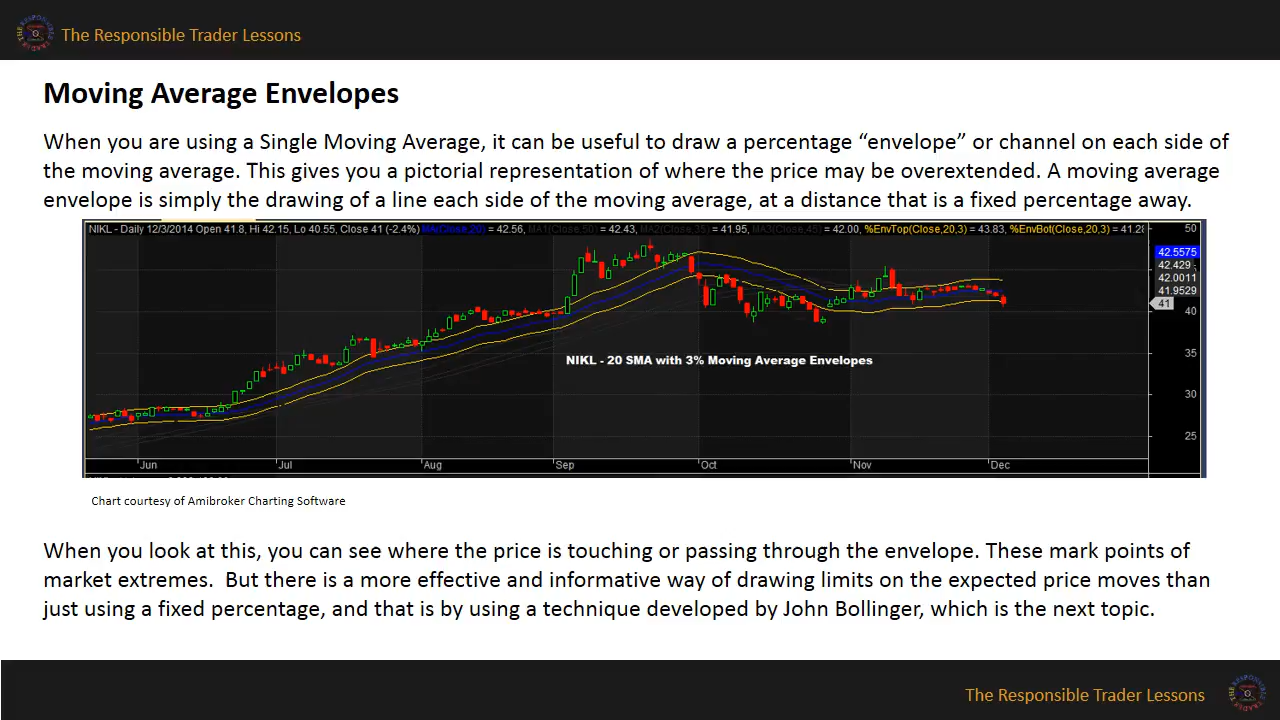 The Responsible Trader Lessons
Moving Average Envelopes
When you are using a Single Moving Average, it can be useful to draw a percentage “envelope” or channel on each side of
the moving average. This gives you a pictorial representation of where the price may be overextended. A moving average
envelope is simply the drawing of a line each side of the moving average, at a distance that is a fixed percentage away.
NIKL - Daily 12/3/2014 Open 41.8, Hi 42.15, Lo 40.55, Close 41 (-2.4%) MA(Close,20) = 42.56, MA1(Close,50) = 42.43, MA2(Close,35) = 41.95, MA3(Close,45) = 42.00, %EnvTop(Close,20,3) = 43.83, %EnvBot(Close,20,3) = 41.28
50
42.5575
42.429
42.0011
41.9529
41
40
35
NIKL - 20 SMA with 3% Moving Average Envelopes
30
25
Jun Jul Aug Sep Oct Nov Dec
Chart courtesy of Amibroker Charting Software
When you look at this, you can see where the price is touching or passing through the envelope. These mark points of
market extremes.  But there is a more effective and informative way of drawing limits on the expected price moves than
just using a fixed percentage, and that is by using a technique developed by John Bollinger, which is the next topic.
The Responsible Trader Lessons